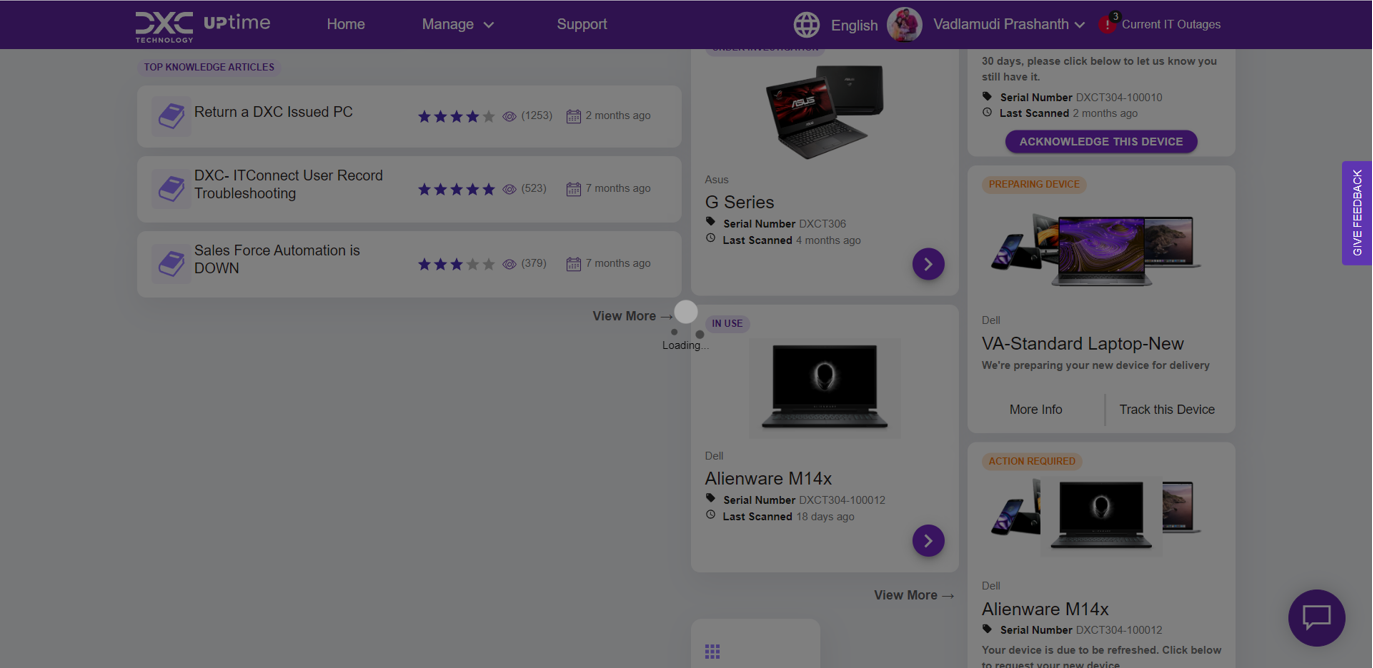 DXC
TECHNOLOGY
UPtime
Home
Manage
Support
English
Vadlamudi Prashanth
3
Current IT Outages
TOP KNOWLEDGE ARTICLES
Return a DXC Issued PC
(1253)
2 months ago
DXC- ITConnect User Record
Troubleshooting
(523)
7 months ago
Sales Force Automation is
DOWN
(379)
7 months ago
View More →
Loading...
UNDER INVESTIGATION
ASUS
Asus
G Series
Serial Number DXCT306
Last Scanned 4 months ago
IN USE
Dell
Alienware M14x
Serial Number DXCT304-100012
Last Scanned 18 days ago
View More →
30 days, please click below to let us know you
still have it.
Serial Number DXCT304-100010
Last Scanned 2 months ago
ACKNOWLEDGE THIS DEVICE
PREPARING DEVICE
Dell
VA-Standard Laptop-New
We're preparing your new device for delivery
More Info
Track this Device
ACTION REQUIRED
Dell
Alienware M14x
Serial Number DXCT304-100012
Your device is due to be refreshed. Click below
to request your new device
GIVE FEEDBACK